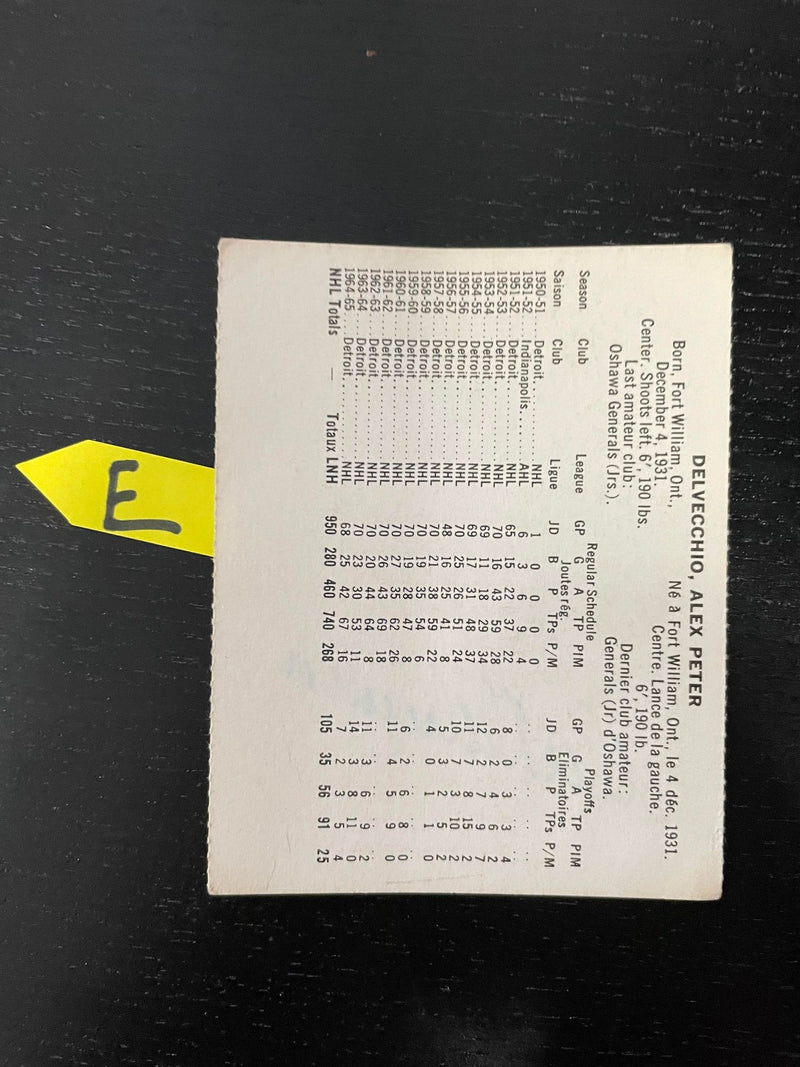 DELVECCHIO, ALEX PETER
Born, Fort William, Ont.,
December 4, 1931.
Center. Shoots left. 6', 190 lbs.
Last amateur club:
Oshawa Generals (Jrs.).
Né à Fort William, Ont., le 4 déc. 1931.
Centre. Lance de la gauche.
6', 190 lb.
Dernier club amateur:
Generals (Jr) d'Oshawa.
Regular Schedule Playoffs
Season Club League GP G A TP PIM GP G A TP PIM
Joutes rég. Eliminatoires
Saison Club Ligue JD B P TPs P/M JD B P TPs P/M
1950-51 .... Detroit.......... NHL 1 0 0 0 0 .. .. .. .. ..
1951-52 .... Indianapolis..... AHL 6 3 6 9 4 .. .. .. .. ..
1951-52 .... Detroit.......... NHL 65 15 22 37 22 8 0 3 3 4
1952-53 .... Detroit.......... NHL 70 16 43 59 28 6 2 4 6 2
1953-54 .... Detroit.......... NHL 69 11 18 29 34 12 2 7 9 7
1954-55 .... Detroit.......... NHL 69 17 31 48 37 11 7 8 15 2
1955-56 .... Detroit.......... NHL 70 25 26 51 24 10 7 3 10 2
1956-57 .... Detroit.......... NHL 48 16 25 41 8 5 3 2 5 2
1957-58 .... Detroit.......... NHL 70 21 38 59 22 4 0 1 1 0
1958-59 .... Detroit.......... NHL 70 19 35 54 6 .. .. .. .. ..
1959-60 .... Detroit.......... NHL 70 19 28 47 8 6 2 6 8 0
1960-61 .... Detroit.......... NHL 70 27 35 62 26 11 4 5 9 0
1961-62 .... Detroit.......... NHL 70 26 43 69 18 .. .. .. .. ..
1962-63 .... Detroit.......... NHL 70 20 44 64 8 11 3 6 9 2
1963-64 .... Detroit.......... NHL 70 23 30 53 11 14 3 8 11 0
1964-65 .... Detroit.......... NHL 68 25 42 67 16 7 2 3 5 4
NHL Totals — Totaux LNH 950 280 460 740 268 105 35 56 91 25
E